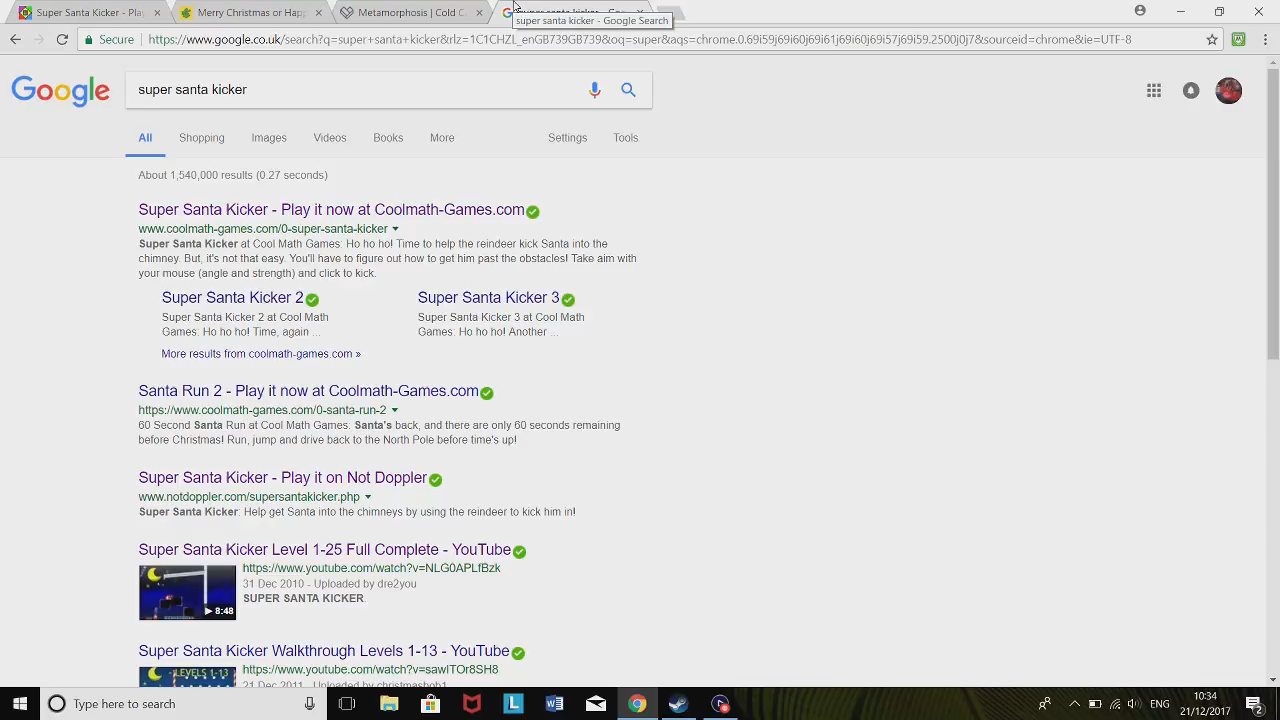 Super Santa Kicker - Play
Merry Christmas or Happ
Metamorphosis | Cold C
super santa kicker - Google Search
Secure
https://www.google.co.uk/search?q=super+santa+kicker&rlz=1C1CHZL_enGB739GB739&oq=super&aqs=chrome.0.69i59j69i60j69i61j69i60j69i57j69i59.2500j0j7&sourceid=chrome&ie=UTF-8
Google
super santa kicker
All Shopping Images Videos Books More Settings Tools
About 1,540,000 results (0.27 seconds)
Super Santa Kicker - Play it now at Coolmath-Games.com
www.coolmath-games.com/0-super-santa-kicker
Super Santa Kicker at Cool Math Games: Ho ho ho! Time to help the reindeer kick Santa into the
chimney. But, it's not that easy. You'll have to figure out how to get him past the obstacles! Take aim with
your mouse (angle and strength) and click to kick.
Super Santa Kicker 2
Super Santa Kicker 2 at Cool Math
Games: Ho ho ho! Time, again ...
Super Santa Kicker 3
Super Santa Kicker 3 at Cool Math
Games: Ho ho ho! Another ...
More results from coolmath-games.com »
Santa Run 2 - Play it now at Coolmath-Games.com
https://www.coolmath-games.com/0-santa-run-2
60 Second Santa Run at Cool Math Games: Santa's back, and there are only 60 seconds remaining
before Christmas! Run, jump and drive back to the North Pole before time's up!
Super Santa Kicker - Play it on Not Doppler
www.notdoppler.com/supersantakicker.php
Super Santa Kicker: Help get Santa into the chimneys by using the reindeer to kick him in!
Super Santa Kicker Level 1-25 Full Complete - YouTube
https://www.youtube.com/watch?v=NLG0APLfBzk
31 Dec 2010 - Uploaded by dre2you
SUPER SANTA KICKER.
8:48
Super Santa Kicker Walkthrough Levels 1-13 - YouTube
https://www.youtube.com/watch?v=sawITOr8SH8
21 Dec 2011 - Uploaded by christmasbob1
LEVELS 1-13
Type here to search
ENG
10:34
21/12/2017
2